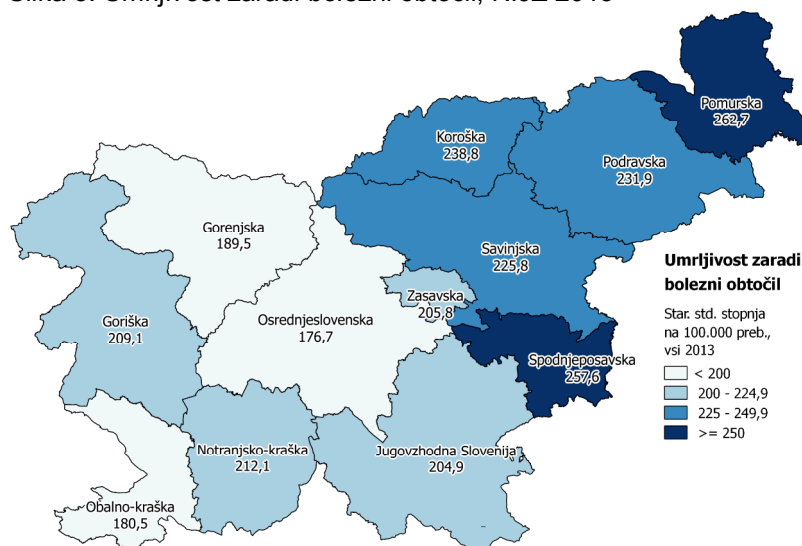 Pomurska
262,7
Koroška
238,8
Podravska
231,9
Gorenjska
189,5
Savinjska
225,8
Umrljivost zaradi
bolezni obtočil
Zasavska
205,8
Goriška
209,1
Osrednjeslovenska
176,7
Star. std. stopnja
na 100.000 preb.,
vsi 2013
Spodnjeposavska
257,6
< 200
200 - 224,9
225 - 249,9
>= 250
Notranjsko-kraška
212,1
Jugovzhodna Slovenija
204,9
Obalno-kraška
180,5